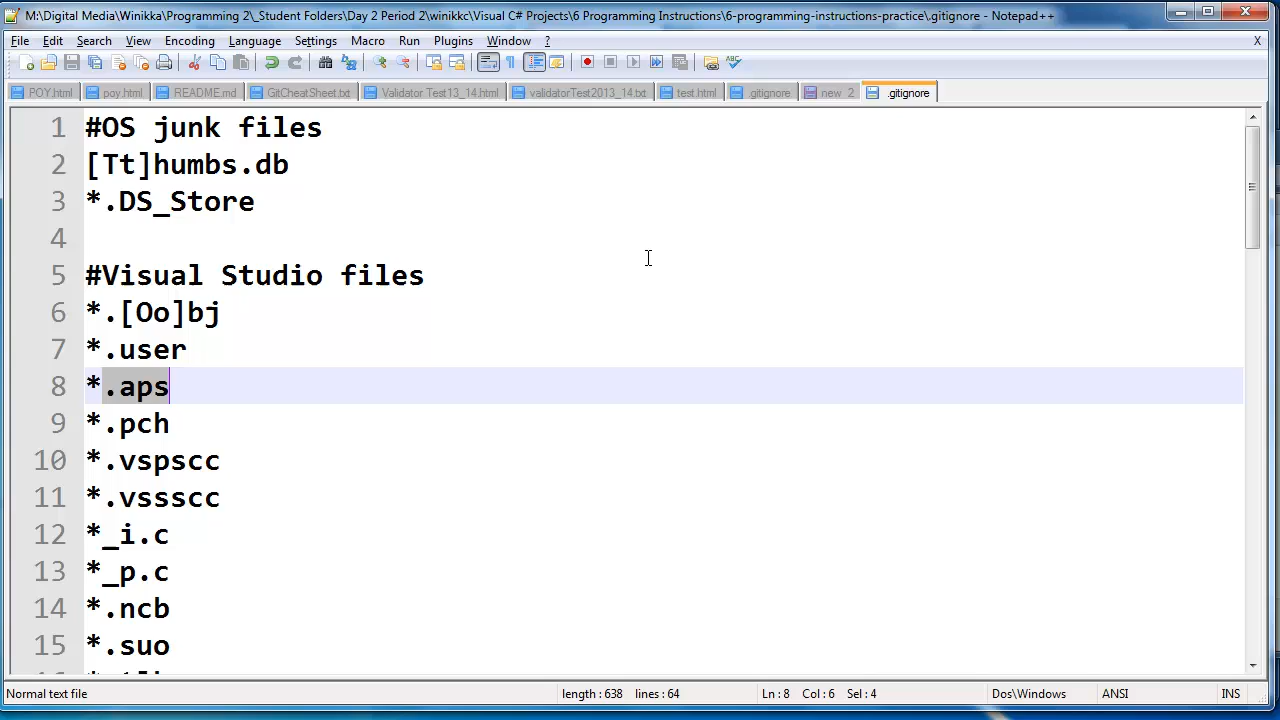 M:\Digital Media\Winikka\Programming 2\_Student Folders\Day 2 Period 2\winikkc\Visual C# Projects\6 Programming Instructions\6-programming-instructions-practice\.gitignore - Notepad++
File Edit Search View Encoding Language Settings Macro Run Plugins Window ? X
POY.html poy.html README.md GitCheatSheet.txt Validator Test13_14.html validatorTest2013_14.txt test.html .gitignore new 2 .gitignore
1 #OS junk files
2 [Tt]humbs.db
3 *.DS_Store
4
5 #Visual Studio files
6 *.[Oo]bj
7 *.user
8 *.aps
9 *.pch
10 *.vspscc
11 *.vssscc
12 *_i.c
13 *_p.c
14 *.ncb
15 *.suo
Normal text file length : 638 lines : 64 Ln : 8 Col : 6 Sel : 4 Dos\Windows ANSI INS